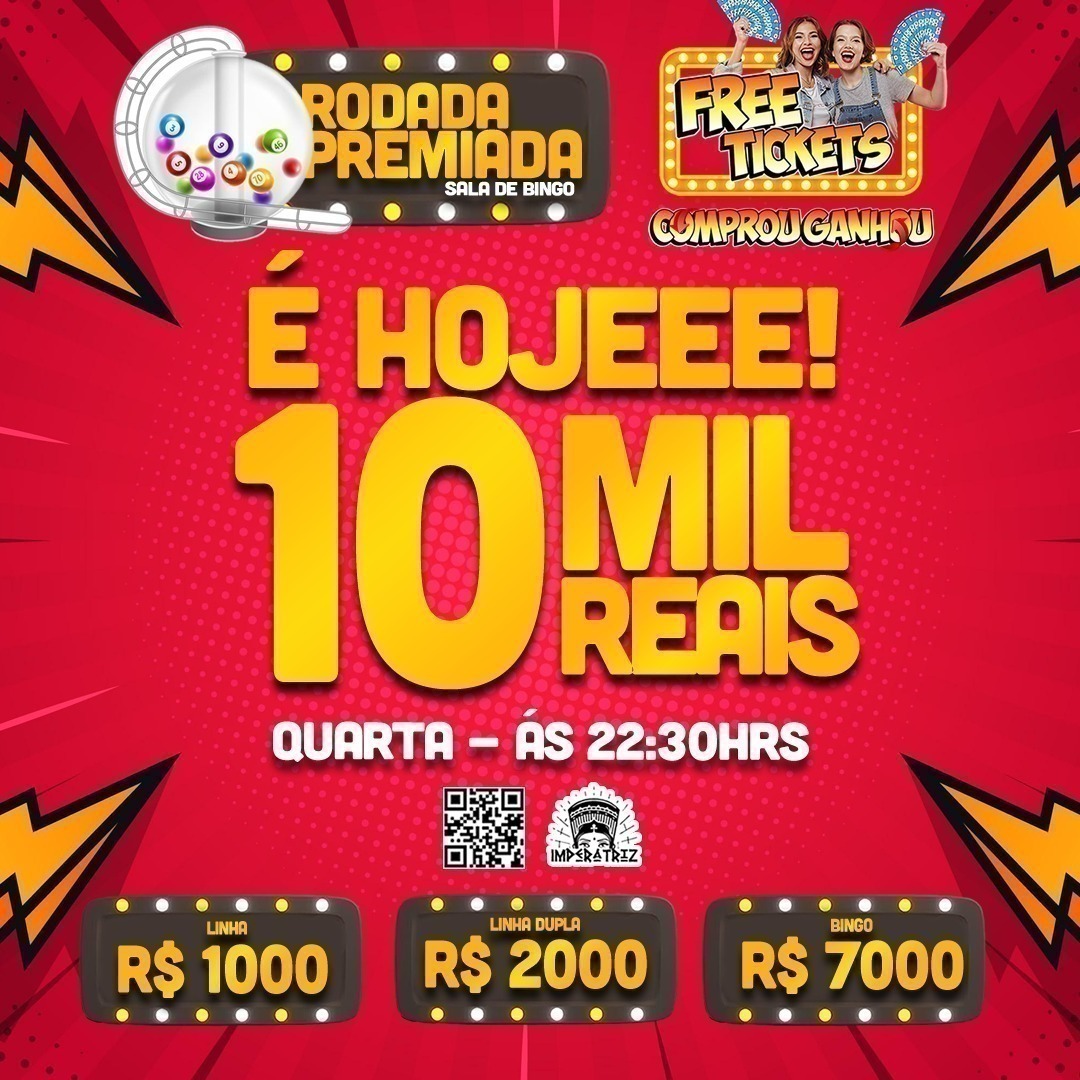 RODADA
PREMIADA
SALA DE BINGO
FREE
TICKETS
COMPROU GANHOU
É HOJEEE!
10 MIL
REAIS
QUARTA – ÁS 22:30HRS
IMPERATRIZ
LINHA
R$ 1000
LINHA DUPLA
R$ 2000
BINGO
R$ 7000